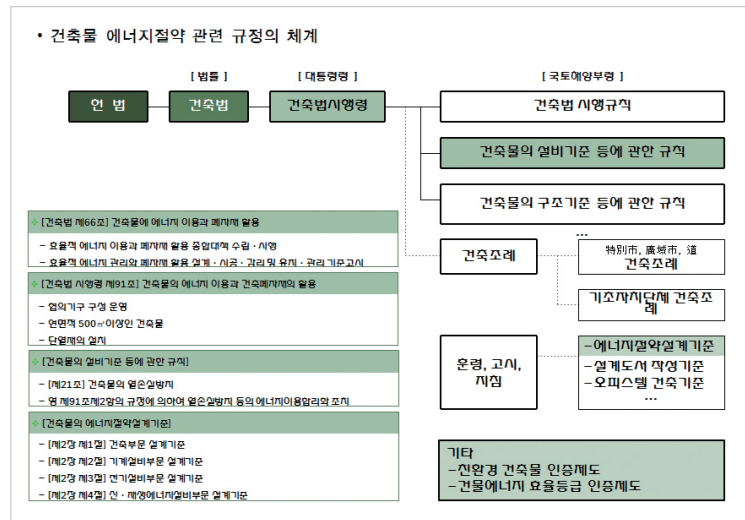 • 건축물 에너지절약 관련 규정의 체계
[ 법률 ]
[ 대통령령 ]
[ 국토해양부령 ]
헌 법
건축법
건축법시행령
건축법 시행규칙
건축물의 설비기준 등에 관한 규칙
건축물의 구조기준 등에 관한 규칙
...
건축조례
特別市, 廣域市, 道
건축조례
기초자치단체 건축조
례
훈령, 고시,
지침
–에너지절약설계기준
–설계도서 작성기준
–오피스텔 건축기준
...
기타
–친환경 건축물 인증제도
–건물에너지 효율등급 인증제도
[건축법 제66조] 건축물에 에너지 이용과 폐자재 활용
– 효율적 에너지 이용과 폐자재 활용 종합대책 수립·시행
– 효율적 에너지 관리와 폐자재 활용 설계·시공·감리 및 유지·관리 기준고시
[건축법 시행령 제91조] 건축물의 에너지 이용과 건축폐자재의 활용
– 협의기구 구성 운영
– 연면적 500㎡이상인 건축물
– 단열재의 설치
[건축물의 설비기준 등에 관한 규칙]
– [제21조] 건축물의 열손실방지
– 영 제91조제2항의 규정에 의하여 열손실방지 등의 에너지이용합리화 조치
[건축물의 에너지절약설계기준]
– [제2장 제1절] 건축부문 설계기준
– [제2장 제2절] 기계설비부문 설계기준
– [제2장 제3절] 전기설비부문 설계기준
– [제2장 제4절] 신·재생에너지설비부문 설계기준